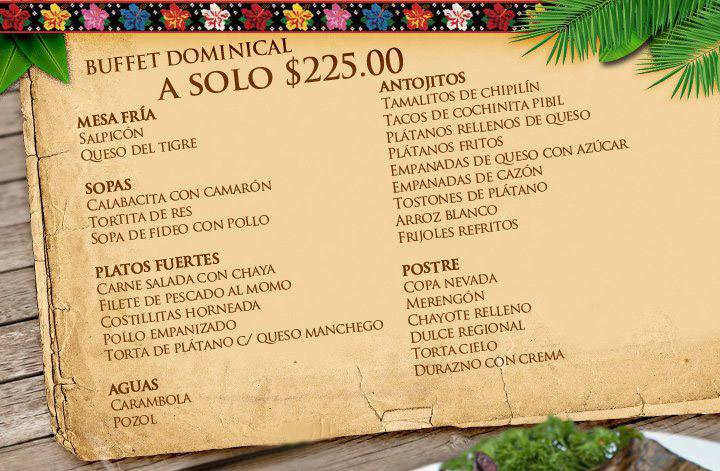 BUFFET DOMINICAL
A SOLO $225.00
MESA FRÍA
SALPICÓN
QUESO DEL TIGRE
SOPAS
CALABACITA CON CAMARÓN
TORTITA DE RES
SOPA DE FIDEO CON POLLO
PLATOS FUERTES
CARNE SALADA CON CHAYA
FILETE DE PESCADO AL MOMO
COSTILLITAS HORNEADA
POLLO EMPANIZADO
TORTA DE PLÁTANO C/ QUESO MANCHEGO
AGUAS
CARAMBOLA
POZOL
ANTOJITOS
TAMALITOS DE CHIPILÍN
TACOS DE COCHINITA PIBIL
PLÁTANOS RELLENOS DE QUESO
PLÁTANOS FRITOS
EMPANADAS DE QUESO CON AZÚCAR
EMPANADAS DE CAZÓN
TOSTONES DE PLÁTANO
ARROZ BLANCO
FRIJOLES REFRITOS
POSTRE
COPA NEVADA
MERENGÓN
CHAYOTE RELLENO
DULCE REGIONAL
TORTA CIELO
DURAZNO CON CREMA